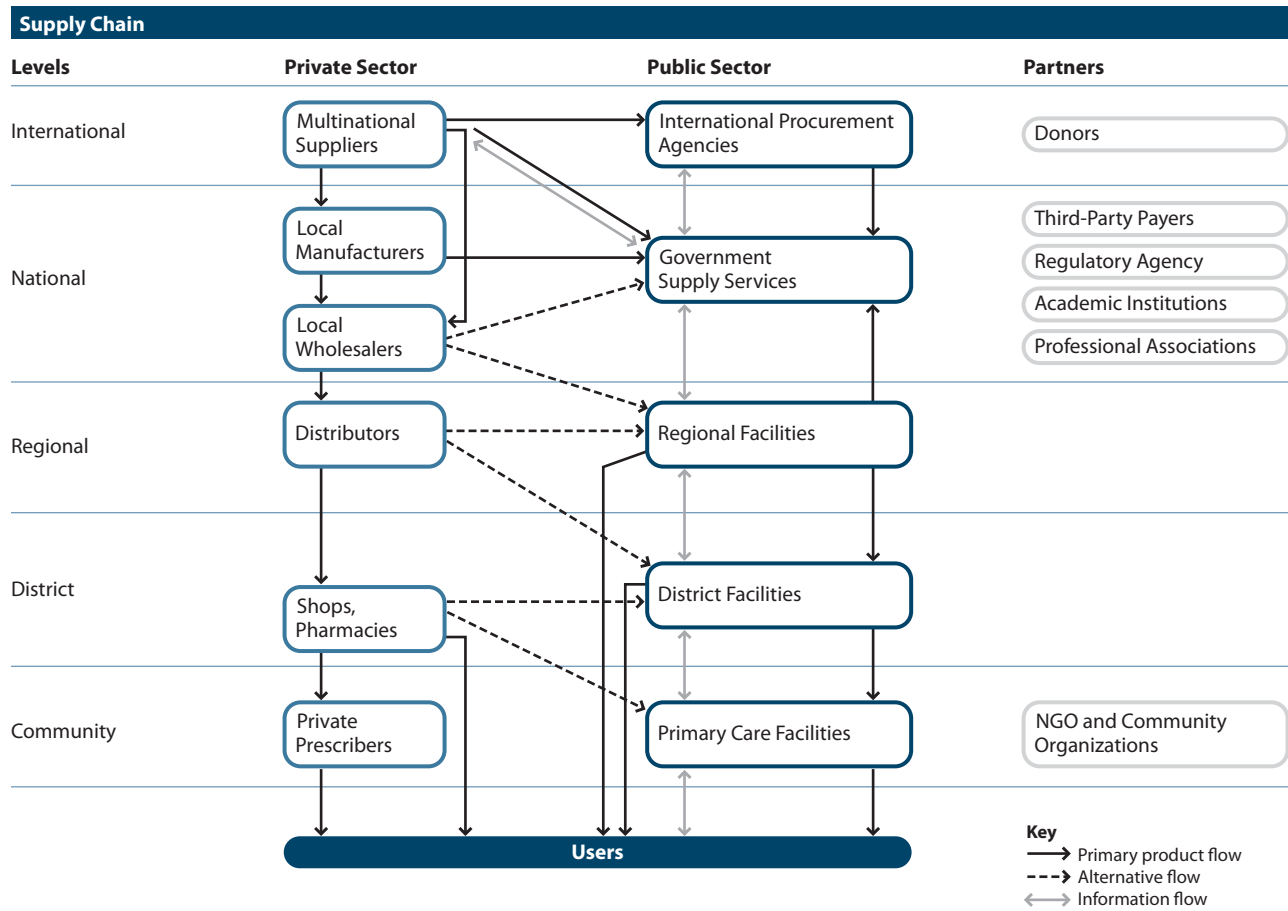 Supply Chain
Levels
Private Sector
Public Sector
Partners
International
Multinational
Suppliers
International Procurement
Agencies
Donors
National
Local
Manufacturers
Local
Wholesalers
Government
Supply Services
Third-Party Payers
Regulatory Agency
Academic Institutions
Professional Associations
Regional
Distributors
Regional Facilities
District
Shops,
Pharmacies
District Facilities
Community
Private
Prescribers
Primary Care Facilities
NGO and Community
Organizations
Users
Key
Primary product flow
Alternative flow
Information flow